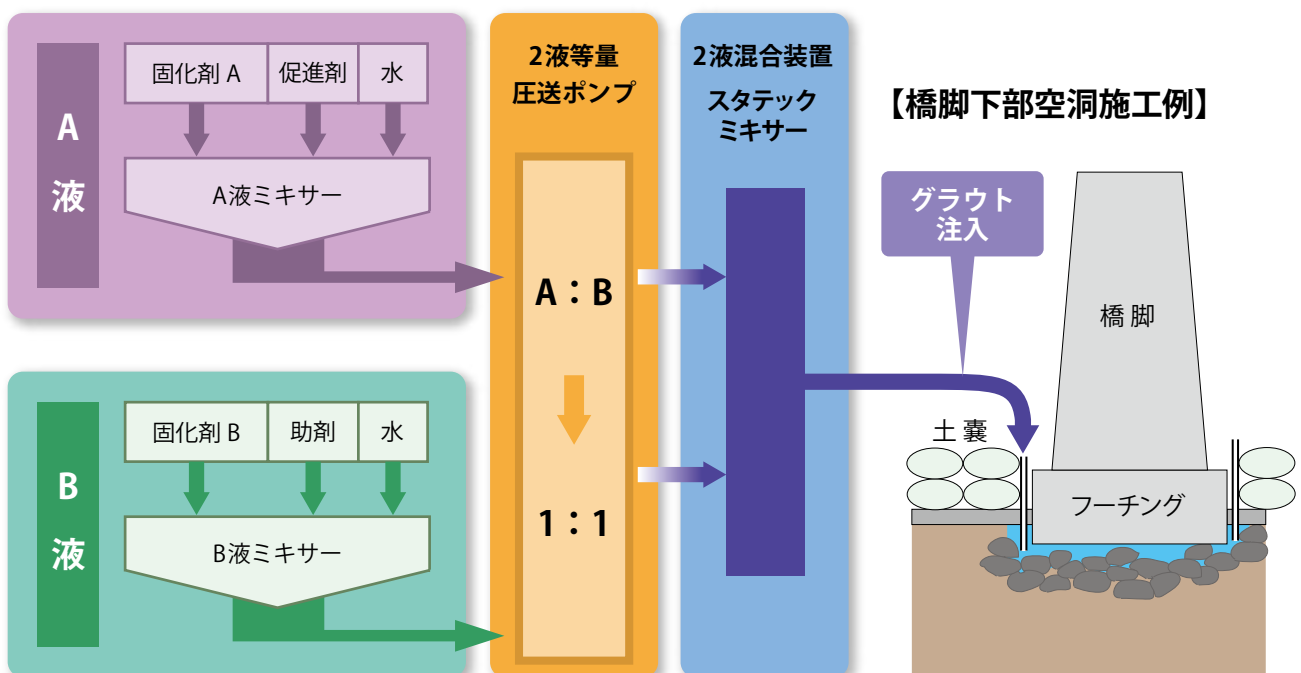 A
液
固化剤 A
促進剤
水
A液ミキサー
B
液
固化剤 B
助剤
水
B液ミキサー
2液等量
圧送ポンプ
A：B
1：1
2液混合装置
スタテック
ミキサー
【橋脚下部空洞施工例】
グラウト
注入
橋 脚
土 嚢
フーチング